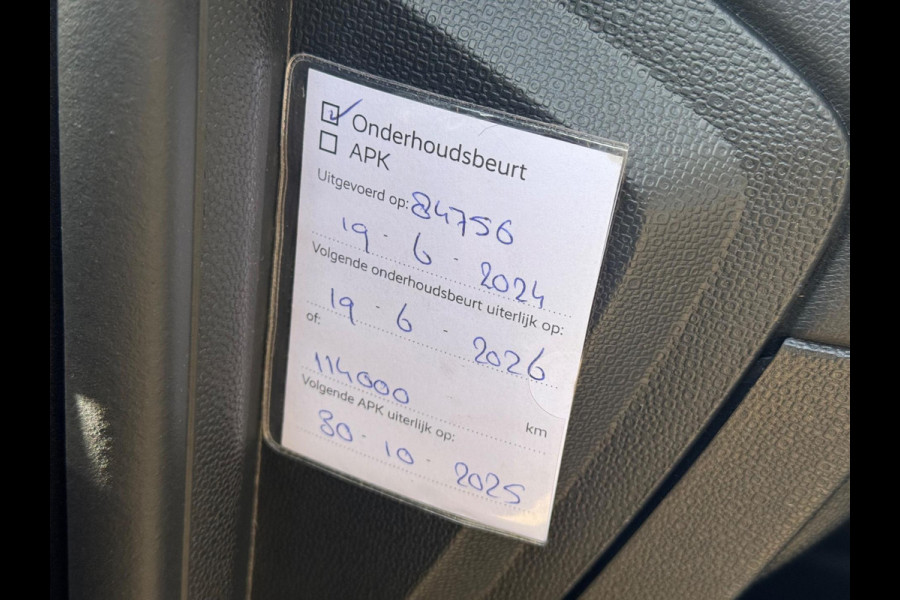 Onderhoudsbeurt
APK
Uitgevoerd op: 84756
19 - 6 - 2024
Volgende onderhoudsbeurt uiterlijk op:
19 - 6 - 2026
of:
114000
km
Volgende APK uiterlijk op:
30 - 10 - 2025